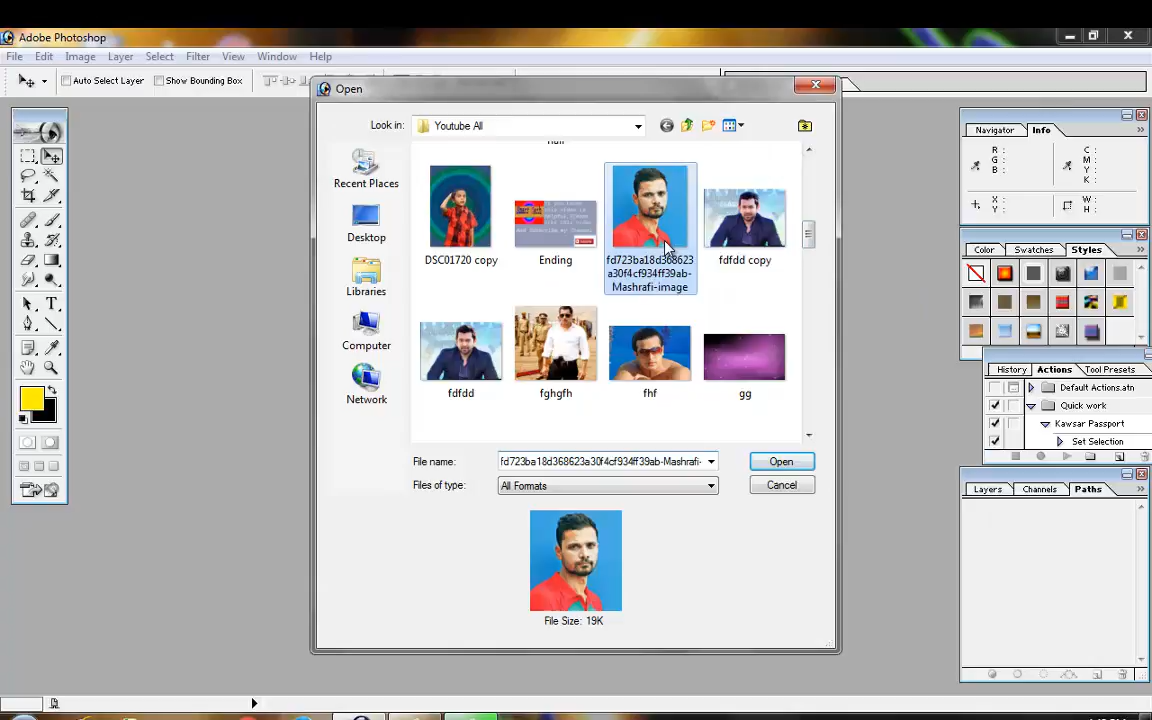 Adobe Photoshop
File Edit Image Layer Select Filter View Window Help
Auto Select Layer Show Bounding Box
Open
Look in: Youtube All
Recent Places
Desktop
Libraries
Computer
Network
DSC01720 copy
Ending
fd723ba18d368623
a30f4cf934ff39ab-
Mashrafi-image
fdfdd copy
fdfdd
fghgfh
fhf
gg
File name: fd723ba18d368623a30f4cf934ff39ab-Mashrafi-
Open
Files of type: All Formats
Cancel
File Size: 19K
Navigator Info
R : C :
G : M :
B : Y :
K :
X : W :
Y : H :
Color Swatches Styles
History Actions Tool Presets
Default Actions.atn
Quick work
Kawsar Passport
Set Selection
Layers Channels Paths